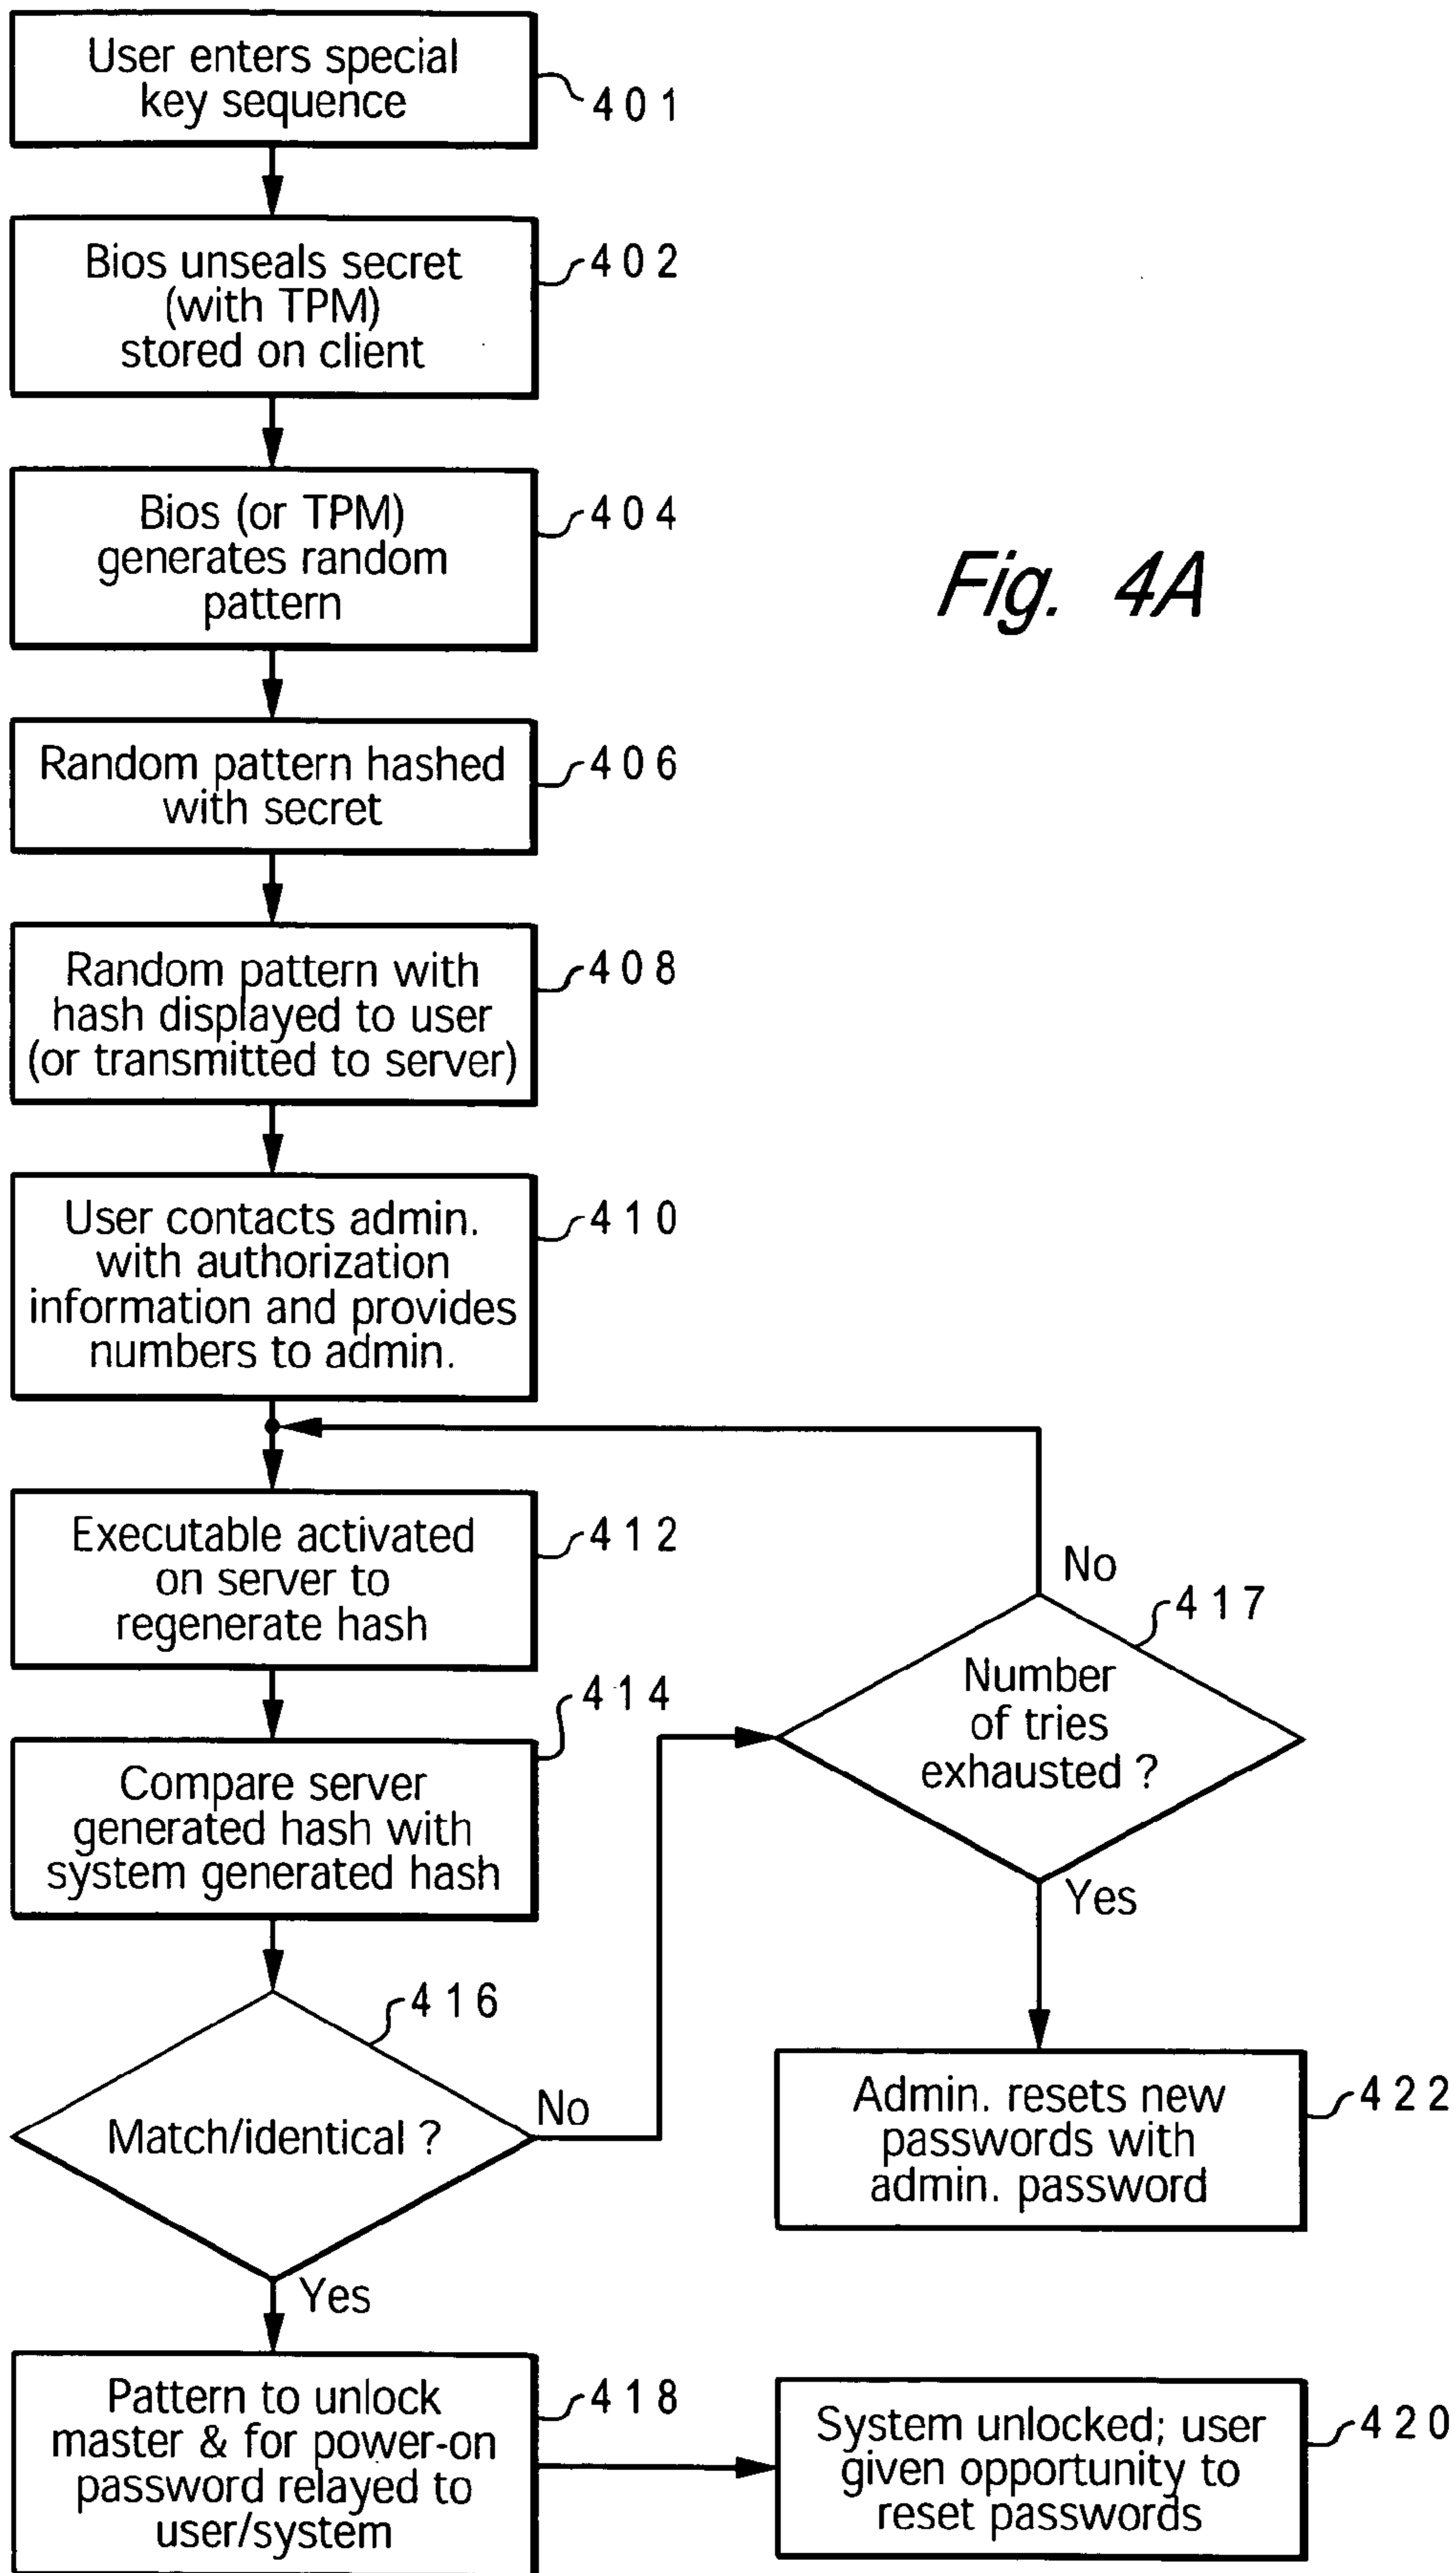 User enters special
key sequence
401
Bios unseals secret
(with TPM)
stored on client
402
Bios (or TPM)
generates random
pattern
404
Fig. 4A
Random pattern hashed
with secret
406
Random pattern with
hash displayed to user
(or transmitted to server)
408
User contacts admin.
with authorization
information and provides
numbers to admin.
410
Executable activated
on server to
regenerate hash
412
No
417
Number
of tries
exhausted ?
Yes
414
Compare server
generated hash with
system generated hash
416
Match/identical ?
No
Yes
Admin. resets new
passwords with
admin. password
422
Pattern to unlock
master & for power-on
password relayed to
user/system
418
System unlocked; user
given opportunity to
reset passwords
420